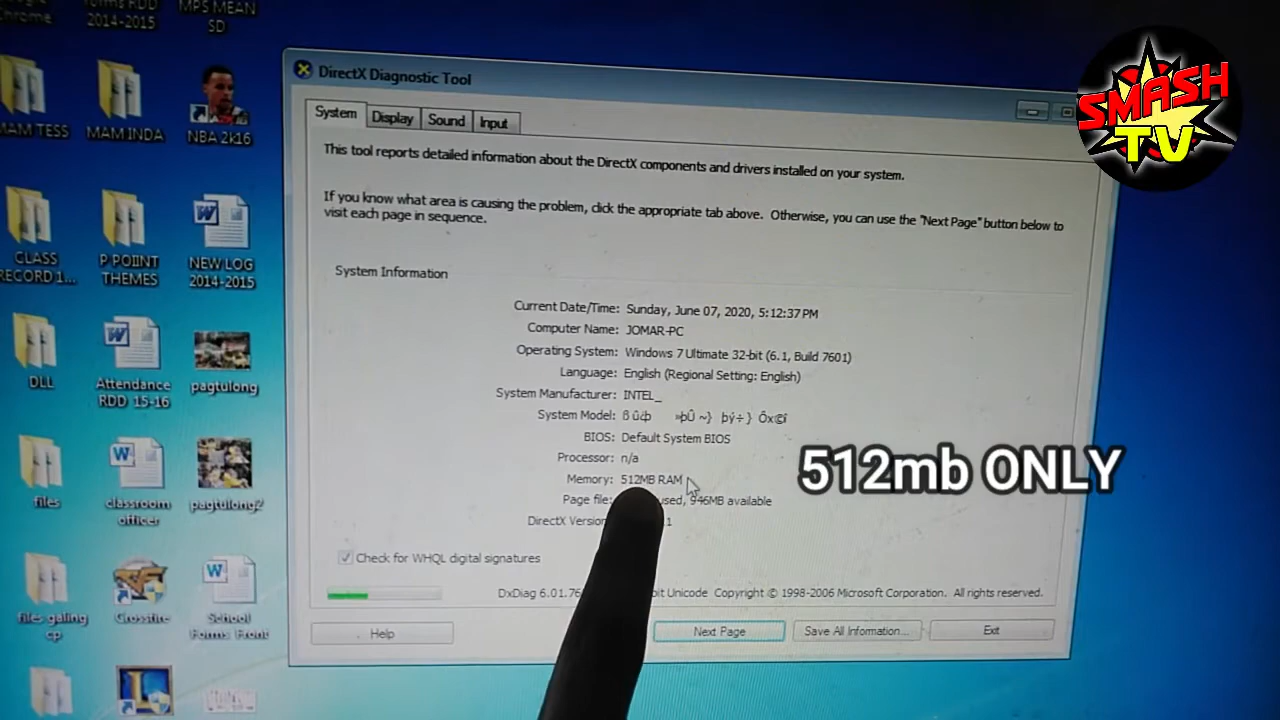 Chrome
2014-2015
MPS MEAN
SD
SMASH
TV
MAM TESS
MAM INDA
NBA 2k16
CLASS
RECORD 1...
P POIINT
THEMES
NEW LOG
2014-2015
DLL
Attendance
RDD 15-16
pagtulong
files
classroom
officer
pagtulong2
files galing
cp
Crossfire
School
Forms Front
DirectX Diagnostic Tool
System
Display
Sound
Input
This tool reports detailed information about the DirectX components and drivers installed on your system.
If you know what area is causing the problem, click the appropriate tab above. Otherwise, you can use the "Next Page" button below to
visit each page in sequence.
System Information
Current Date/Time: Sunday, June 07, 2020, 5:12:37 PM
Computer Name: JOMAR-PC
Operating System: Windows 7 Ultimate 32-bit (6.1, Build 7601)
Language: English (Regional Setting: English)
System Manufacturer: INTEL_
System Model:
BIOS: Default System BIOS
Processor: n/a
Memory: 512MB RAM
Page file: used, 946MB available
DirectX Version
512mb ONLY
Check for WHQL digital signatures
DxDiag 6.01.76 bit Unicode Copyright © 1998-2006 Microsoft Corporation. All rights reserved.
Help
Next Page
Save All Information...
Exit